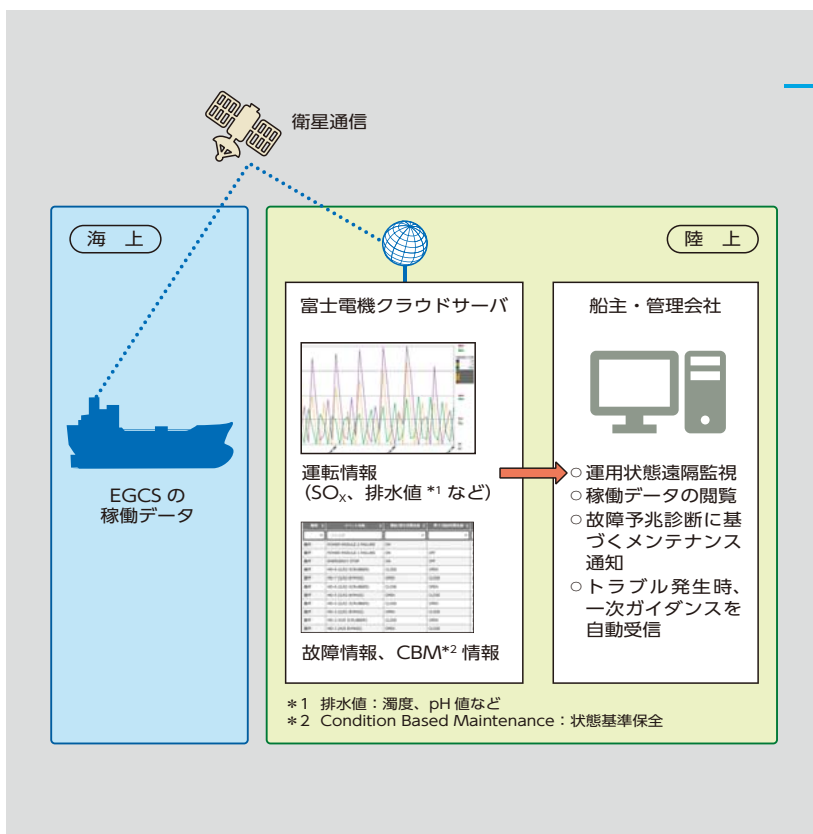 衛星通信
海 上
陸 上
EGCS の
稼働データ
富士電機クラウドサーバ
運転情報
（SOX、排水値 *1 など）
故障情報、CBM*2 情報
船主・管理会社
○ 運用状態遠隔監視
○ 稼働データの閲覧
○ 故障予兆診断に基
づくメンテナンス
通知
○ トラブル発生時、
一次ガイダンスを
自動受信
＊1 排水値：濁度、pH 値など
＊2 Condition Based Maintenance：状態基準保全